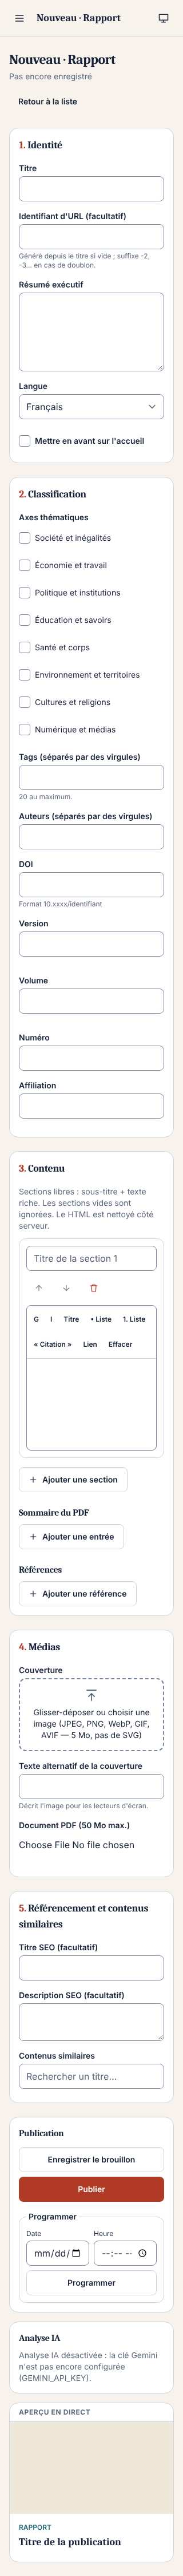 Nouveau · Rapport
Nouveau · Rapport
Pas encore enregistré
Retour à la liste
1. Identité
Titre
Identifiant d'URL (facultatif)
Généré depuis le titre si vide ; suffixe -2,
-3… en cas de doublon.
Résumé exécutif
Langue
Français
Mettre en avant sur l'accueil
2. Classification
Axes thématiques
Société et inégalités
Économie et travail
Politique et institutions
Éducation et savoirs
Santé et corps
Environnement et territoires
Cultures et religions
Numérique et médias
Tags (séparés par des virgules)
20 au maximum.
Auteurs (séparés par des virgules)
DOI
Format 10.xxxx/identifiant
Version
Volume
Numéro
Affiliation
3. Contenu
Sections libres : sous-titre + texte
riche. Les sections vides sont
ignorées. Le HTML est nettoyé côté
serveur.
Titre de la section 1
G I Titre • Liste 1. Liste
« Citation » Lien Effacer
Ajouter une section
Sommaire du PDF
Ajouter une entrée
Références
Ajouter une référence
4. Médias
Couverture
Glisser-déposer ou choisir une
image (JPEG, PNG, WebP, GIF,
AVIF — 5 Mo, pas de SVG)
Texte alternatif de la couverture
Décrit l'image pour les lecteurs d'écran.
Document PDF (50 Mo max.)
Choose File No file chosen
5. Référencement et contenus
similaires
Titre SEO (facultatif)
Description SEO (facultatif)
Contenus similaires
Rechercher un titre…
Publication
Enregistrer le brouillon
Publier
Programmer
Date Heure
mm/dd/ --:-- -
Programmer
Analyse IA
Analyse IA désactivée : la clé Gemini
n'est pas encore configurée
(GEMINI_API_KEY).
APERÇU EN DIRECT
RAPPORT
Titre de la publication